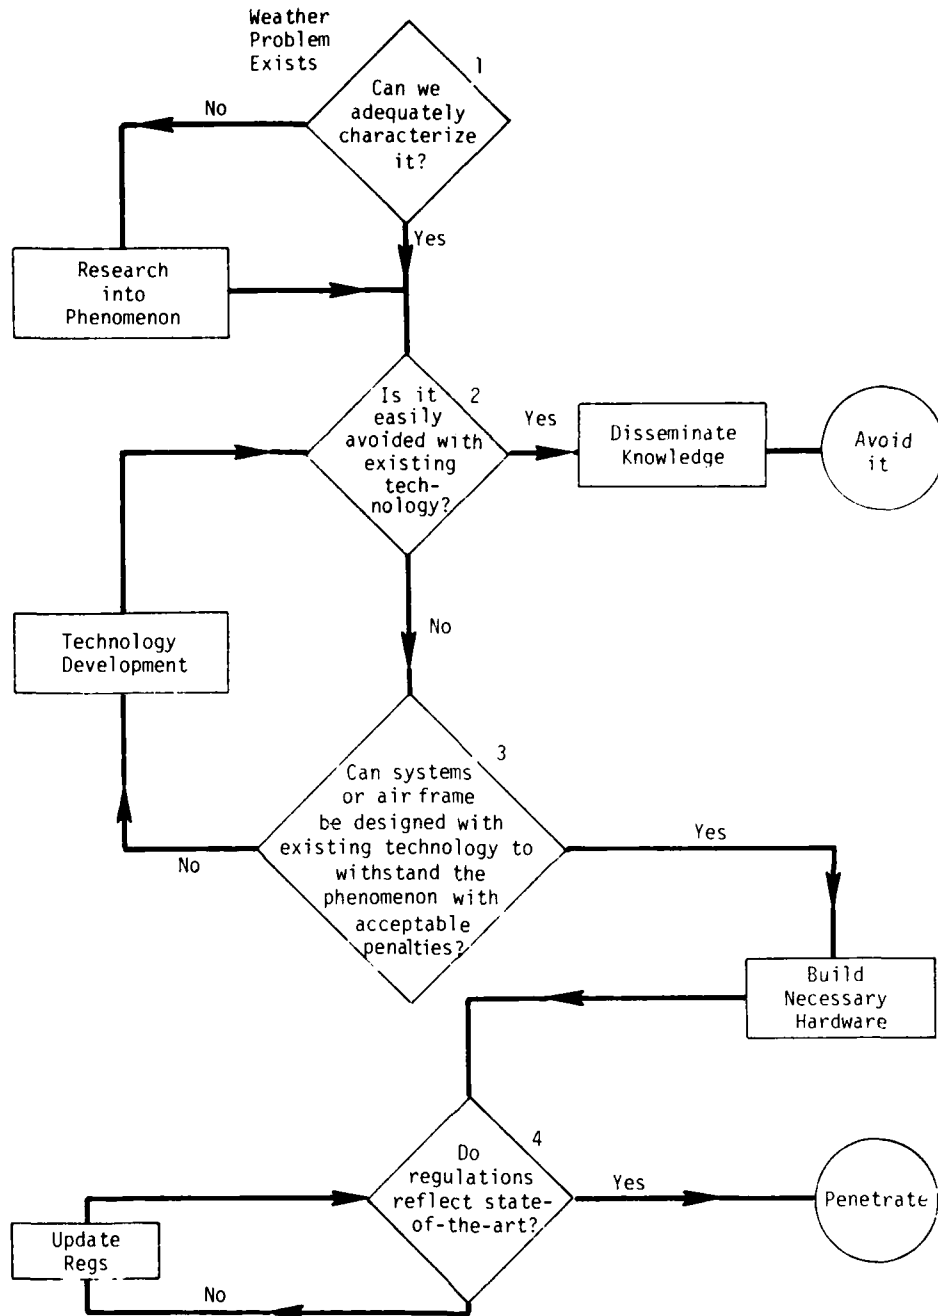 Weather
Problem
Exists
1
Can we
adequately
characterize
it?
No
Yes
Research
into
Phenomenon
2
Is it
easily
avoided with
existing
tech-
nology?
Yes
Disseminate
Knowledge
Avoid
it
No
Technology
Development
3
Can systems
or air frame
be designed with
existing technology to
withstand the
phenomenon with
acceptable
penalties?
No
Yes
Build
Necessary
Hardware
4
Do
regulations
reflect state-
of-the-art?
Yes
Penetrate
Update
Regs
No